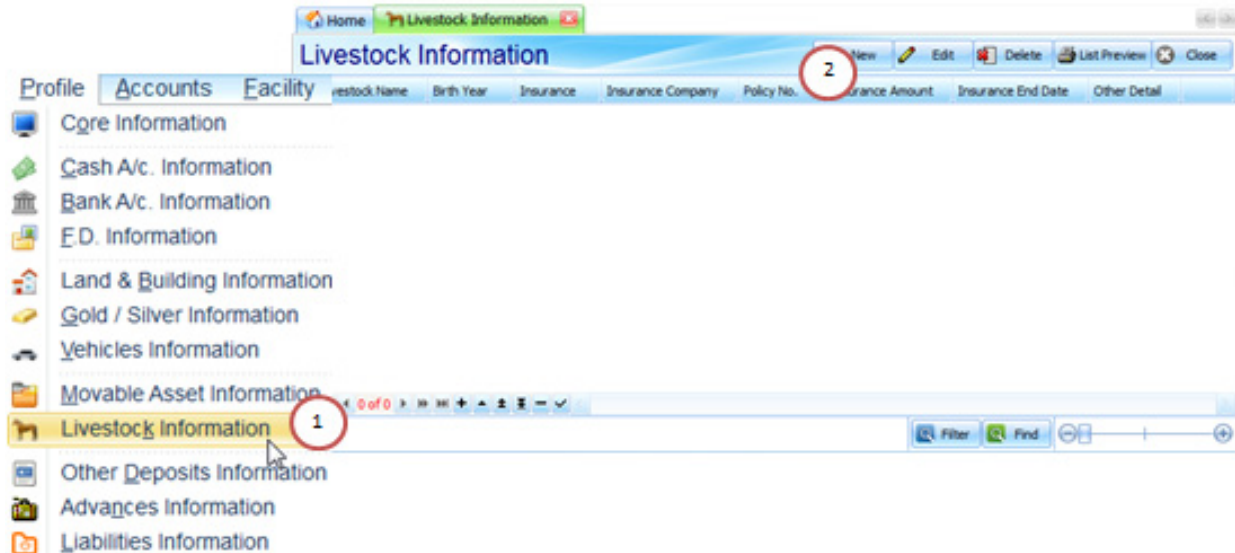 Home Livestock Information
Livestock Information
2
New Edit Delete List Preview Close
Profile Accounts Facility
vestock Name Birth Year Insurance Insurance Company Policy No. urance Amount Insurance End Date Other Detail
Core Information
Cash A/c. Information
Bank A/c. Information
F.D. Information
Land & Building Information
Gold / Silver Information
Vehicles Information
Movable Asset Information
0 of 0
Livestock Information
1
Filter Find
Other Deposits Information
Advances Information
Liabilities Information